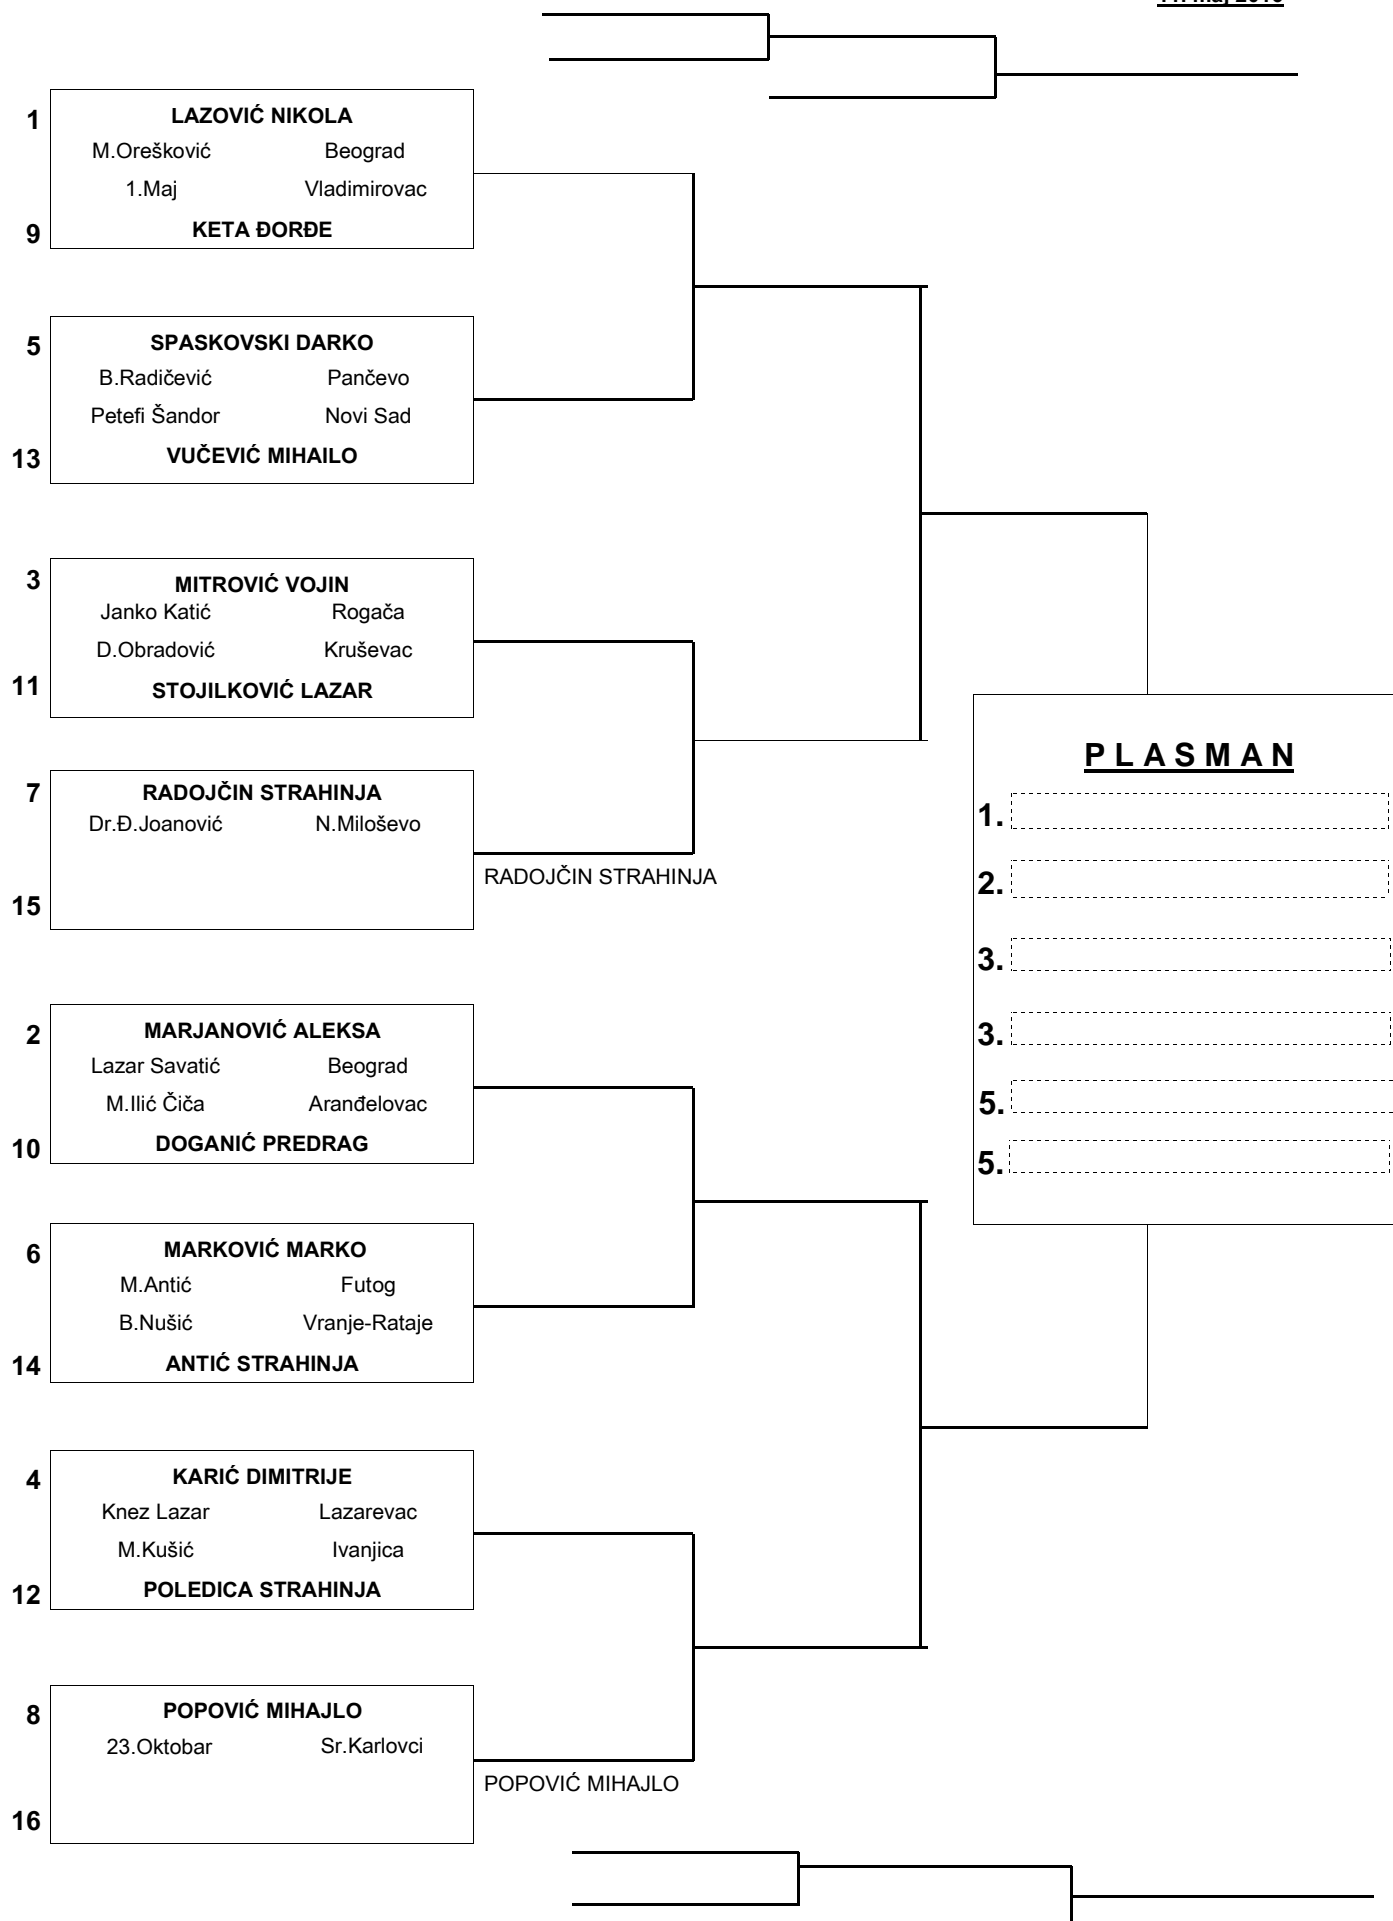 1 LAZOVIĆ NIKOLA
M.Orešković Beograd
1.Maj Vladimirovac
9 KETA ĐORĐE
5 SPASKOVSKI DARKO
B.Radičević Pančevo
Petefi Šandor Novi Sad
13 VUČEVIĆ MIHAILO
3 MITROVIĆ VOJIN
Janko Katić Rogača
D.Obradović Kruševac
11 STOJILKOVIĆ LAZAR
7 RADOJČIN STRAHINJA
Dr.Đ.Joanović N.Miloševo
RADOJČIN STRAHINJA
15
2 MARJANOVIĆ ALEKSA
Lazar Savatić Beograd
M.Ilić Čiča Aranđelovac
10 DOGANIĆ PREDRAG
6 MARKOVIĆ MARKO
M.Antić Futog
B.Nušić Vranje-Rataje
14 ANTIĆ STRAHINJA
4 KARIĆ DIMITRIJE
Knez Lazar Lazarevac
M.Kušić Ivanjica
12 POLEDICA STRAHINJA
8 POPOVIĆ MIHAJLO
23.Oktobar Sr.Karlovci
POPOVIĆ MIHAJLO
16
P L A S M A N
1.
2.
3.
3.
5.
5.